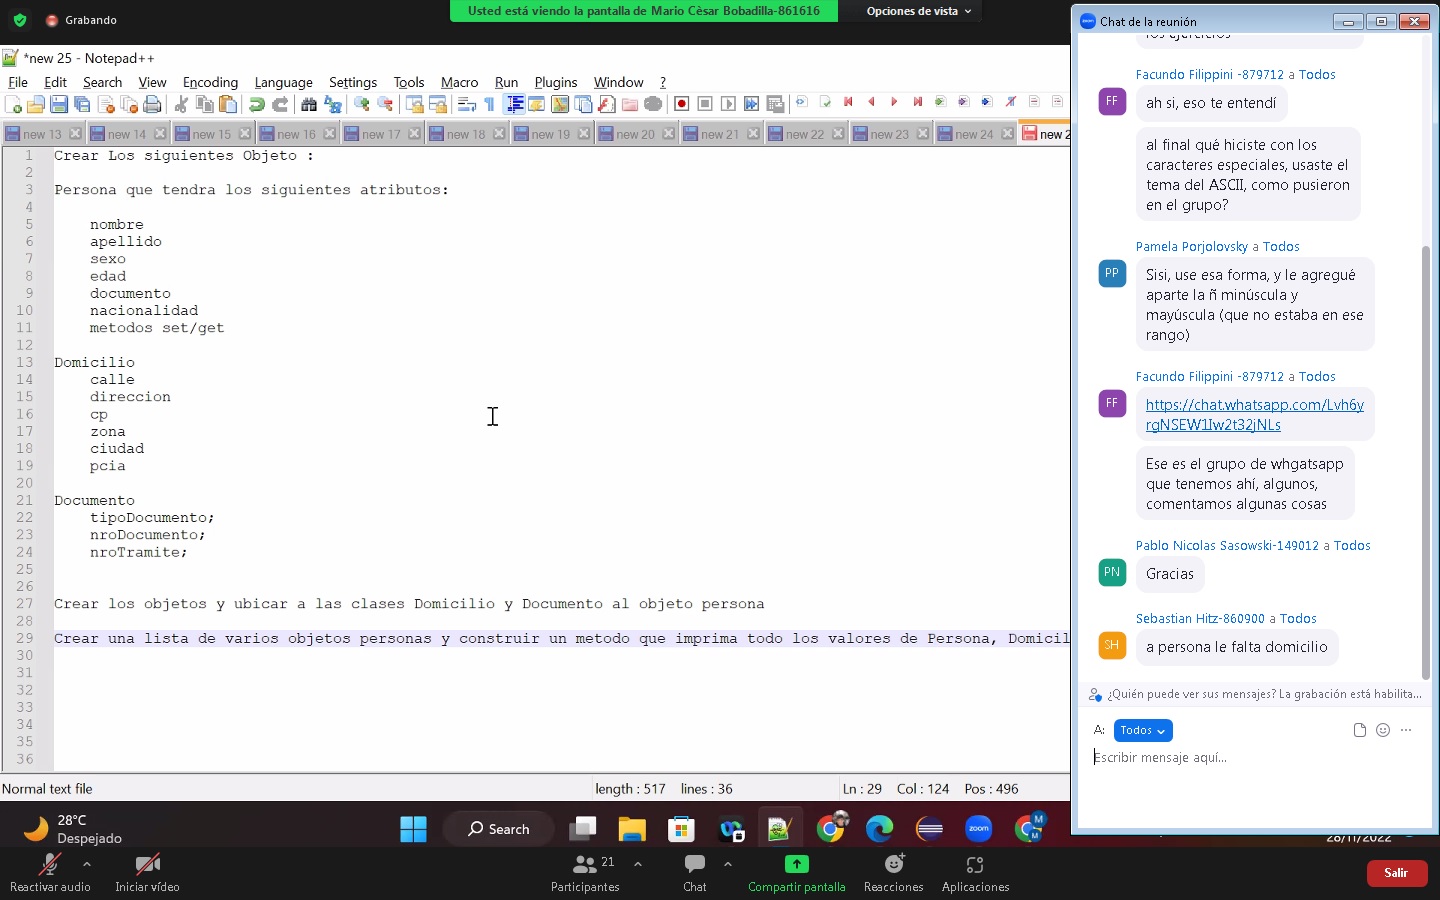 Grabando
Usted está viendo la pantalla de Mario Cèsar Bobadilla-861616
Opciones de vista
*new 25 - Notepad++
File Edit Search View Encoding Language Settings Tools Macro Run Plugins Window ?
new 13 new 14 new 15 new 16 new 17 new 18 new 19 new 20 new 21 new 22 new 23 new 24 new 2
1 Crear Los siguientes Objeto :
2
3 Persona que tendra los siguientes atributos:
4
5 nombre
6 apellido
7 sexo
8 edad
9 documento
10 nacionalidad
11 metodos set/get
12
13 Domicilio
14 calle
15 direccion
16 cp
17 zona
18 ciudad
19 pcia
20
21 Documento
22 tipoDocumento;
23 nroDocumento;
24 nroTramite;
25
26
27 Crear los objetos y ubicar a las clases Domicilio y Documento al objeto persona
28
29 Crear una lista de varios objetos personas y construir un metodo que imprima todo los valores de Persona, Domicil
30
31
32
33
34
35
36
Normal text file length : 517 lines : 36 Ln : 29 Col : 124 Pos : 496
28°C
Despejado
Search
zoom
28/11/2022
Chat de la reunión
los ejercicios
Facundo Filippini -879712 a Todos
FF
ah si, eso te entendí
al final qué hiciste con los
caracteres especiales, usaste el
tema del ASCII, como pusieron
en el grupo?
Pamela Porjolovsky a Todos
PP
Sisi, use esa forma, y le agregué
aparte la ñ minúscula y
mayúscula (que no estaba en ese
rango)
Facundo Filippini -879712 a Todos
FF
https://chat.whatsapp.com/Lvh6y
rgNSEW1Iw2t32jNLs
Ese es el grupo de whgatsapp
que tenemos ahí, algunos,
comentamos algunas cosas
Pablo Nicolas Sasowski-149012 a Todos
PN
Gracias
Sebastian Hitz-860900 a Todos
SH
a persona le falta domicilio
¿Quién puede ver sus mensajes? La grabación está habilita...
A: Todos
Escribir mensaje aquí...
Reactivar audio
Iniciar vídeo
21
Participantes
Chat
Compartir pantalla
Reacciones
Aplicaciones
Salir